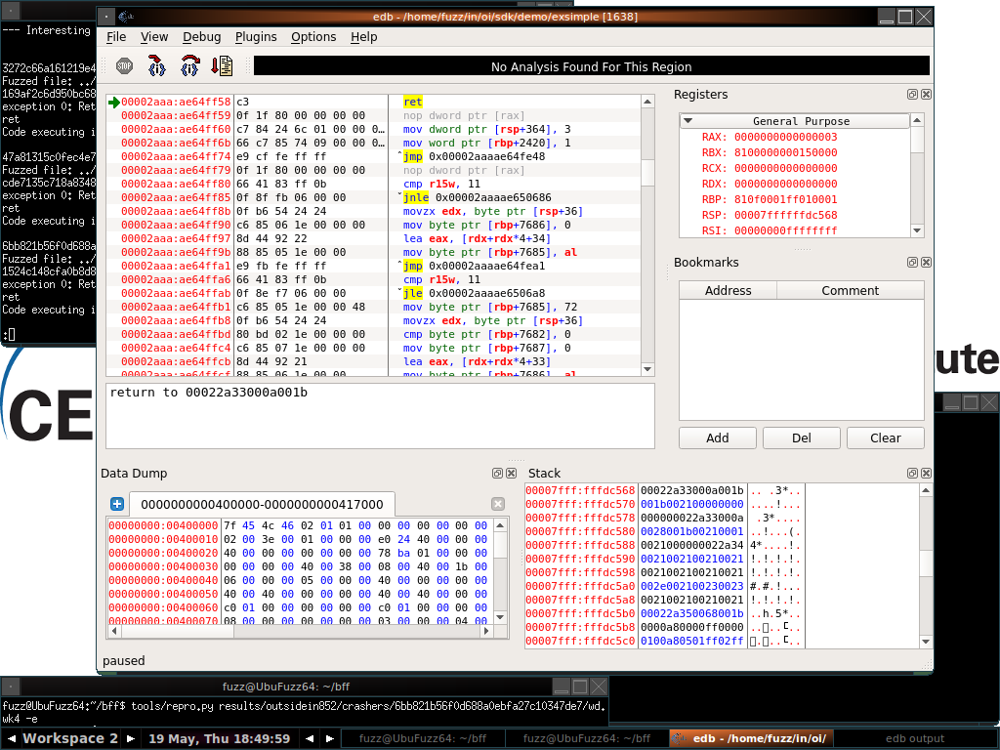 edb - /home/fuzz/in/oi/sdk/demo/exsimple [1638]
File View Debug Plugins Options Help
STOP
No Analysis Found For This Region
--- Interesting
3272c66a161219e4
Fuzzed file: ../
169af2c6d950bc68
exception 0: Ret
ret
Code executing i
47a81315c0fec4e7
Fuzzed file: ../
cde7135c718a8348
exception 0: Ret
ret
Code executing i
6bb821b56f0d688a
Fuzzed file: ../
1524c148cfa0b8d8
exception 0: Ret
ret
Code executing i
:
00002aaa:ae64ff58 c3 ret
00002aaa:ae64ff59 0f 1f 80 00 00 00 00 nop dword ptr [rax]
00002aaa:ae64ff60 c7 84 24 6c 01 00 00 0… mov dword ptr [rsp+364], 3
00002aaa:ae64ff6b 66 c7 85 74 09 00 00 0… mov word ptr [rbp+2420], 1
00002aaa:ae64ff74 e9 cf fe ff ff jmp 0x00002aaaae64fe48
00002aaa:ae64ff79 0f 1f 80 00 00 00 00 nop dword ptr [rax]
00002aaa:ae64ff80 66 41 83 ff 0b cmp r15w, 11
00002aaa:ae64ff85 0f 8f fb 06 00 00 jnle 0x00002aaaae650686
00002aaa:ae64ff8b 0f b6 54 24 24 movzx edx, byte ptr [rsp+36]
00002aaa:ae64ff90 c6 85 06 1e 00 00 00 mov byte ptr [rbp+7686], 0
00002aaa:ae64ff97 8d 44 92 22 lea eax, [rdx+rdx*4+34]
00002aaa:ae64ff9b 88 85 05 1e 00 00 mov byte ptr [rbp+7685], al
00002aaa:ae64ffa1 e9 fb fe ff ff jmp 0x00002aaaae64fea1
00002aaa:ae64ffa6 66 41 83 ff 0b cmp r15w, 11
00002aaa:ae64ffab 0f 8e f7 06 00 00 jle 0x00002aaaae6506a8
00002aaa:ae64ffb1 c6 85 05 1e 00 00 48 mov byte ptr [rbp+7685], 72
00002aaa:ae64ffb8 0f b6 54 24 24 movzx edx, byte ptr [rsp+36]
00002aaa:ae64ffbd 80 bd 02 1e 00 00 00 cmp byte ptr [rbp+7682], 0
00002aaa:ae64ffc4 c6 85 07 1e 00 00 00 mov byte ptr [rbp+7687], 0
00002aaa:ae64ffcb 8d 44 92 21 lea eax, [rdx+rdx*4+33]
00002aaa:ae64ffcf 88 85 06 1e 00 00 mov byte ptr [rbp+7686], al
return to 00022a33000a001b
Registers
General Purpose
RAX: 0000000000000003
RBX: 8100000000150000
RCX: 0000000000000000
RDX: 0000000000000000
RBP: 810f0001ff010001
RSP: 00007ffffffdc568
RSI: 00000000ffffffff
Bookmarks
Address Comment
Add Del Clear
CE
ute
Data Dump
0000000000400000-0000000000417000
00000000:00400000 7f 45 4c 46 02 01 01 00 00 00 00 00 00 00
00000000:00400010 02 00 3e 00 01 00 00 00 e0 24 40 00 00 00
00000000:00400020 40 00 00 00 00 00 00 00 78 ba 01 00 00 00
00000000:00400030 00 00 00 00 40 00 38 00 08 00 40 00 1b 00
00000000:00400040 06 00 00 00 05 00 00 00 40 00 00 00 00 00
00000000:00400050 40 00 40 00 00 00 00 00 40 00 40 00 00 00
00000000:00400060 c0 01 00 00 00 00 00 00 c0 01 00 00 00 00
00000000:00400070 08 00 00 00 00 00 00 00 03 00 00 00 04 00
Stack
00007fff:fffdc568 00022a33000a001b .. .3*..
00007fff:fffdc570 001b002100000000 ....!...
00007fff:fffdc578 000000022a33000a .3*....
00007fff:fffdc580 0028001b00210001 ..!...(.
00007fff:fffdc588 0021000000022a34 4*....!.
00007fff:fffdc590 0021002100210021 !.!.!.!.
00007fff:fffdc598 0021002100210021 !.!.!.!.
00007fff:fffdc5a0 002e002100230023 #.#.!...
00007fff:fffdc5a8 0021002100210021 !.!.!.!.
00007fff:fffdc5b0 00022a350068001b ..h.5*..
00007fff:fffdc5b8 0000a80000ff0000
00007fff:fffdc5c0 0100a80501ff02ff
paused
fuzz@UbuFuzz64: ~/bff
fuzz@UbuFuzz64:~/bff$ tools/repro.py results/outsidein852/crashers/6bb821b56f0d688a0ebfa27c10347de7/wd.
wk4 -e
Workspace 2 19 May, Thu 18:49:59 fuzz@UbuFuzz64: ~/bff fuzz@UbuFuzz64: ~/bff edb - /home/fuzz/in/oi/ edb output